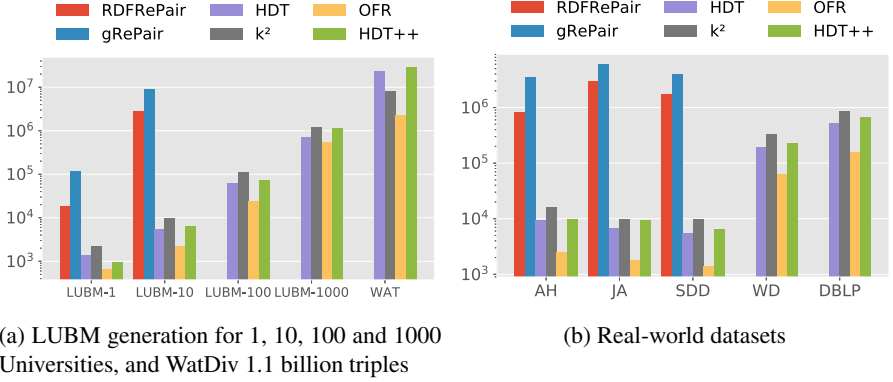 RDFRePair HDT OFR
gRePair k² HDT++
10⁷
10⁶
10⁵
10⁴
10³
LUBM-1 LUBM-10 LUBM-100 LUBM-1000 WAT
(a) LUBM generation for 1, 10, 100 and 1000
Universities, and WatDiv 1.1 billion triples
RDFRePair HDT OFR
gRePair k² HDT++
10⁶
10⁵
10⁴
10³
AH JA SDD WD DBLP
(b) Real-world datasets